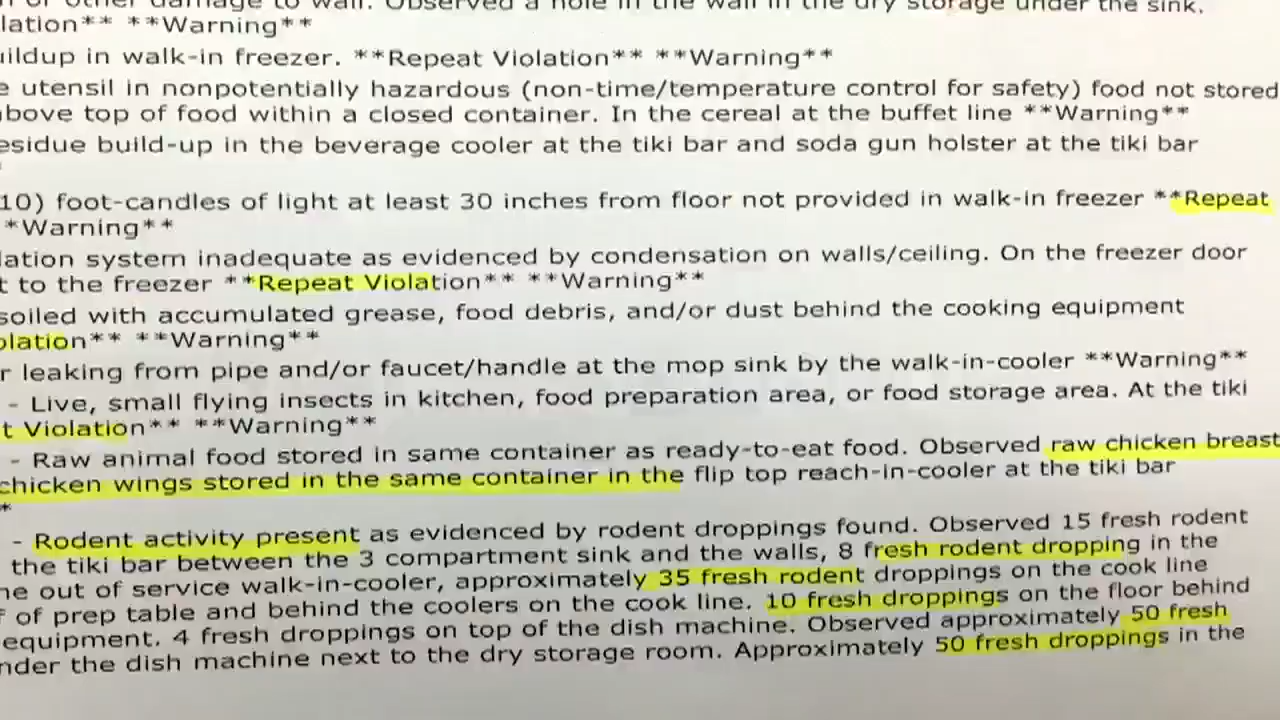 or other damage to wall. Observed a hole in the wall in the dry storage under the sink.
lation** **Warning**
uildup in walk-in freezer. **Repeat Violation** **Warning**
e utensil in nonpotentially hazardous (non-time/temperature control for safety) food not stored
above top of food within a closed container. In the cereal at the buffet line **Warning**
esidue build-up in the beverage cooler at the tiki bar and soda gun holster at the tiki bar
10) foot-candles of light at least 30 inches from floor not provided in walk-in freezer **Repeat
*Warning**
lation system inadequate as evidenced by condensation on walls/ceiling. On the freezer door
t to the freezer **Repeat Violation** **Warning**
soiled with accumulated grease, food debris, and/or dust behind the cooking equipment
olation** **Warning**
r leaking from pipe and/or faucet/handle at the mop sink by the walk-in-cooler **Warning**
- Live, small flying insects in kitchen, food preparation area, or food storage area. At the tiki
t Violation** **Warning**
- Raw animal food stored in same container as ready-to-eat food. Observed raw chicken breast
chicken wings stored in the same container in the flip top reach-in-cooler at the tiki bar
*
- Rodent activity present as evidenced by rodent droppings found. Observed 15 fresh rodent
the tiki bar between the 3 compartment sink and the walls, 8 fresh rodent dropping in the
ne out of service walk-in-cooler, approximately 35 fresh rodent droppings on the cook line
f of prep table and behind the coolers on the cook line. 10 fresh droppings on the floor behind
equipment. 4 fresh droppings on top of the dish machine. Observed approximately 50 fresh
nder the dish machine next to the dry storage room. Approximately 50 fresh droppings in the